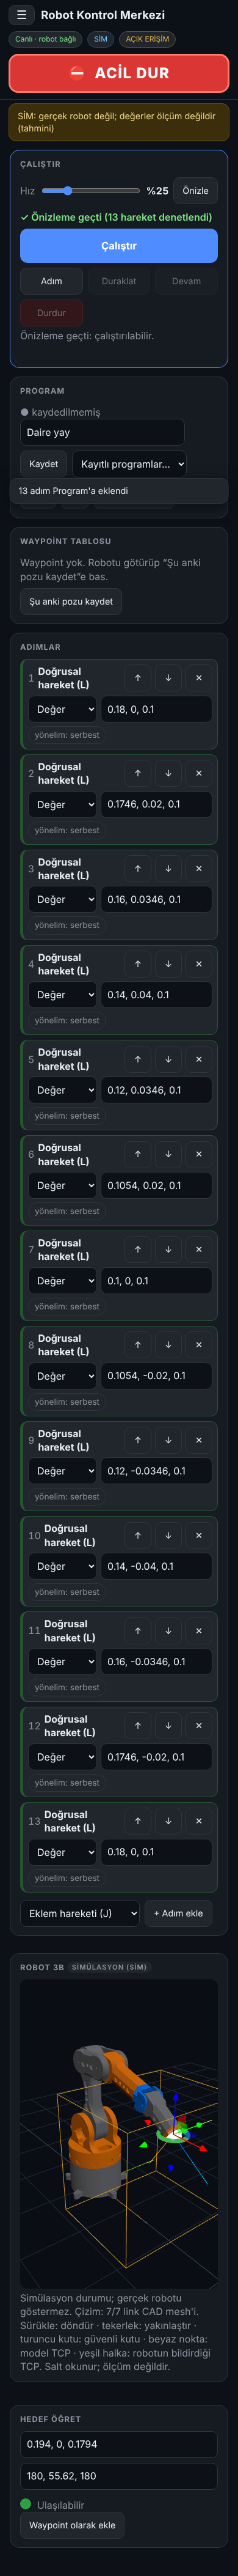 ☰ Robot Kontrol Merkezi
Canlı · robot bağlı SİM AÇIK ERİŞİM
⛔ ACİL DUR
SİM: gerçek robot değil; değerler ölçüm değildir
(tahmini)
ÇALIŞTIR
Hız %25 Önizle
✓ Önizleme geçti (13 hareket denetlendi)
Çalıştır
Adım Duraklat Devam
Durdur
Önizleme geçti: çalıştırılabilir.
PROGRAM
● kaydedilmemiş
Daire yay
Kaydet Kayıtlı programlar...
13 adım Program'a eklendi
WAYPOİNT TABLOSU
Waypoint yok. Robotu götürüp "Şu anki
pozu kaydet"e bas.
Şu anki pozu kaydet
ADIMLAR
1 Doğrusal
hareket (L) ↑ ↓ ✕
Değer 0.18, 0, 0.1
yönelim: serbest
2 Doğrusal
hareket (L) ↑ ↓ ✕
Değer 0.1746, 0.02, 0.1
yönelim: serbest
3 Doğrusal
hareket (L) ↑ ↓ ✕
Değer 0.16, 0.0346, 0.1
yönelim: serbest
4 Doğrusal
hareket (L) ↑ ↓ ✕
Değer 0.14, 0.04, 0.1
yönelim: serbest
5 Doğrusal
hareket (L) ↑ ↓ ✕
Değer 0.12, 0.0346, 0.1
yönelim: serbest
6 Doğrusal
hareket (L) ↑ ↓ ✕
Değer 0.1054, 0.02, 0.1
yönelim: serbest
7 Doğrusal
hareket (L) ↑ ↓ ✕
Değer 0.1, 0, 0.1
yönelim: serbest
8 Doğrusal
hareket (L) ↑ ↓ ✕
Değer 0.1054, -0.02, 0.1
yönelim: serbest
9 Doğrusal
hareket (L) ↑ ↓ ✕
Değer 0.12, -0.0346, 0.1
yönelim: serbest
10 Doğrusal
hareket (L) ↑ ↓ ✕
Değer 0.14, -0.04, 0.1
yönelim: serbest
11 Doğrusal
hareket (L) ↑ ↓ ✕
Değer 0.16, -0.0346, 0.1
yönelim: serbest
12 Doğrusal
hareket (L) ↑ ↓ ✕
Değer 0.1746, -0.02, 0.1
yönelim: serbest
13 Doğrusal
hareket (L) ↑ ↓ ✕
Değer 0.18, 0, 0.1
yönelim: serbest
Eklem hareketi (J) + Adım ekle
ROBOT 3B SİMÜLASYON (SİM)
Simülasyon durumu; gerçek robotu
göstermez. Çizim: 7/7 link CAD mesh'i.
Sürükle: döndür · tekerlek: yakınlaştır ·
turuncu kutu: güvenli kutu · beyaz nokta:
model TCP · yeşil halka: robotun bildirdiği
TCP. Salt okunur; ölçüm değildir.
HEDEF ÖĞRET
0.194, 0, 0.1794
180, 55.62, 180
Ulaşılabilir
Waypoint olarak ekle